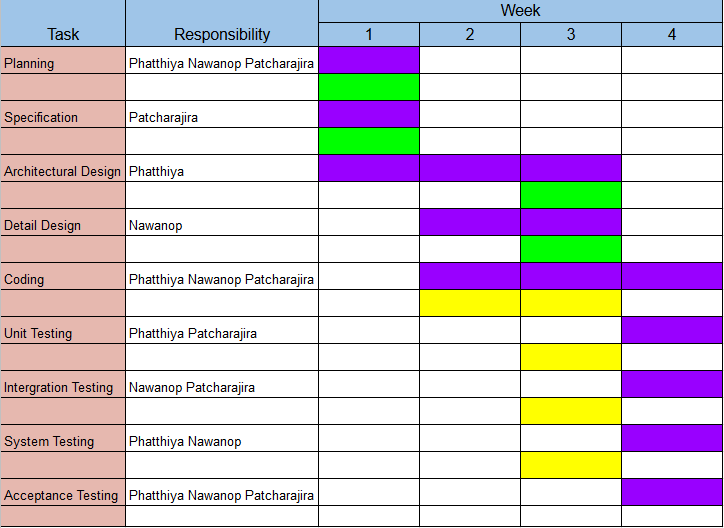 Week
Task Responsibility 1 2 3 4
Planning Phatthiya Nawanop Patcharajira
Specification Patcharajira
Architectural Design Phatthiya
Detail Design Nawanop
Coding Phatthiya Nawanop Patcharajira
Unit Testing Phatthiya Patcharajira
Intergration Testing Nawanop Patcharajira
System Testing Phatthiya Nawanop
Acceptance Testing Phatthiya Nawanop Patcharajira